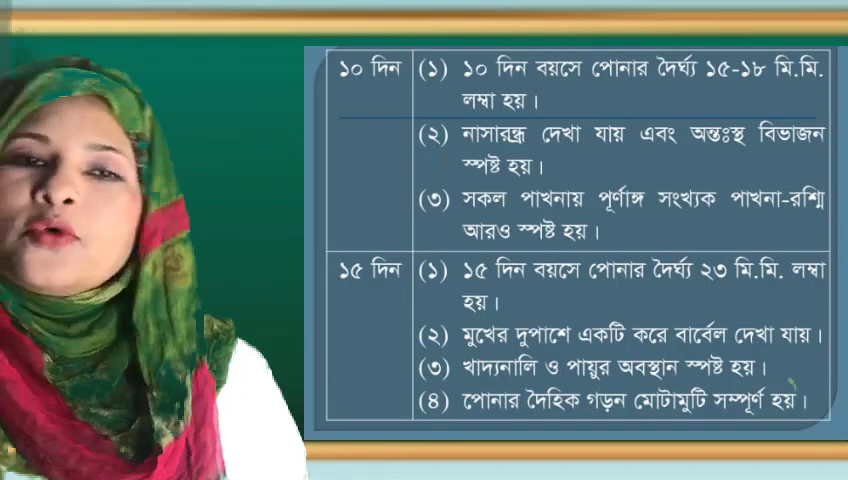 ১০ দিন (১) ১০ দিন বয়সে পোনার দৈর্ঘ্য ১৫-১৮ মি.মি.
লম্বা হয়।
(২) নাসারন্ধ্র দেখা যায় এবং অন্তঃস্থ বিভাজন
স্পষ্ট হয়।
(৩) সকল পাখনায় পূর্ণাঙ্গ সংখ্যক পাখনা-রশ্মি
আরও স্পষ্ট হয়।
১৫ দিন (১) ১৫ দিন বয়সে পোনার দৈর্ঘ্য ২৩ মি.মি. লম্বা
হয়।
(২) মুখের দুপাশে একটি করে বার্বেল দেখা যায়।
(৩) খাদ্যনালি ও পায়ুর অবস্থান স্পষ্ট হয়।
(৪) পোনার দৈহিক গড়ন মোটামুটি সম্পূর্ণ হয়।